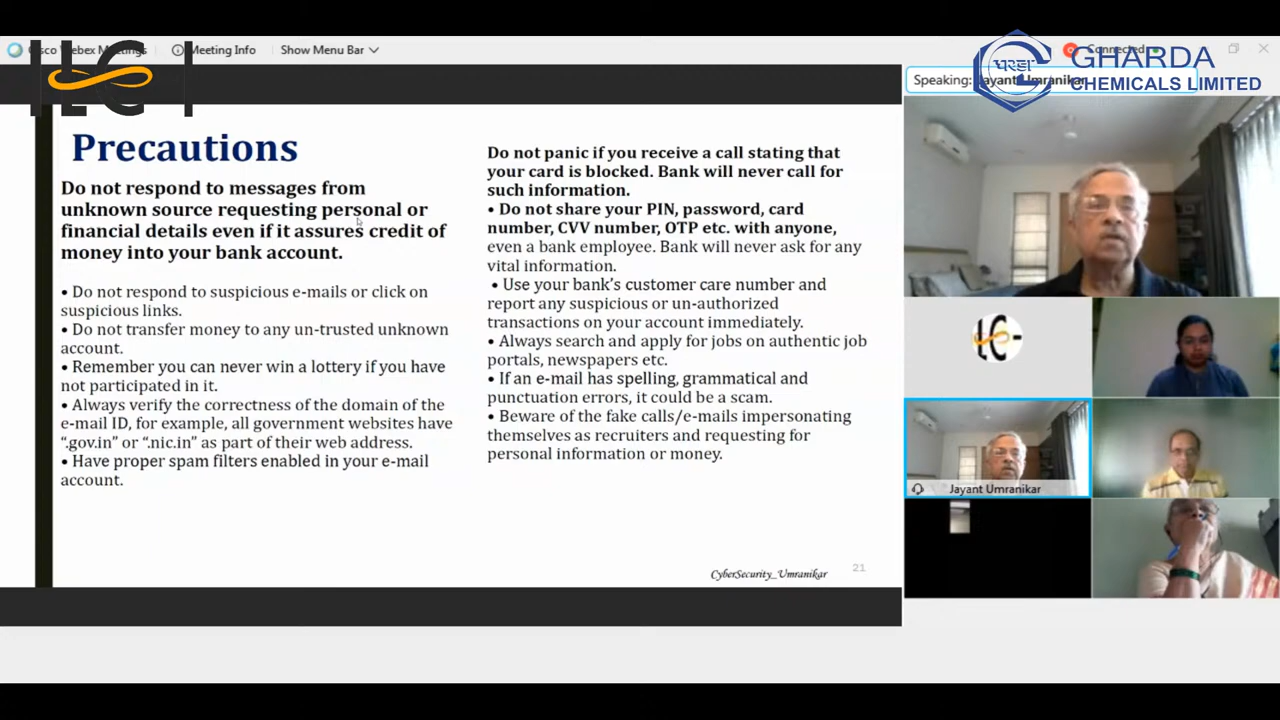 Cisco Webex Meetings
Meeting Info
Show Menu Bar
Connected
ILC
घरडा
GHARDA
CHEMICALS LIMITED
Speaking: Jayant Umranikar
Precautions
Do not respond to messages from
unknown source requesting personal or
financial details even if it assures credit of
money into your bank account.
• Do not respond to suspicious e-mails or click on
suspicious links.
• Do not transfer money to any un-trusted unknown
account.
• Remember you can never win a lottery if you have
not participated in it.
• Always verify the correctness of the domain of the
e-mail ID, for example, all government websites have
“.gov.in” or “.nic.in” as part of their web address.
• Have proper spam filters enabled in your e-mail
account.
Do not panic if you receive a call stating that
your card is blocked. Bank will never call for
such information.
• Do not share your PIN, password, card
number, CVV number, OTP etc. with anyone,
even a bank employee. Bank will never ask for any
vital information.
• Use your bank’s customer care number and
report any suspicious or un-authorized
transactions on your account immediately.
• Always search and apply for jobs on authentic job
portals, newspapers etc.
• If an e-mail has spelling, grammatical and
punctuation errors, it could be a scam.
• Beware of the fake calls/e-mails impersonating
themselves as recruiters and requesting for
personal information or money.
CyberSecurity_Umranikar
21
Jayant Umranikar